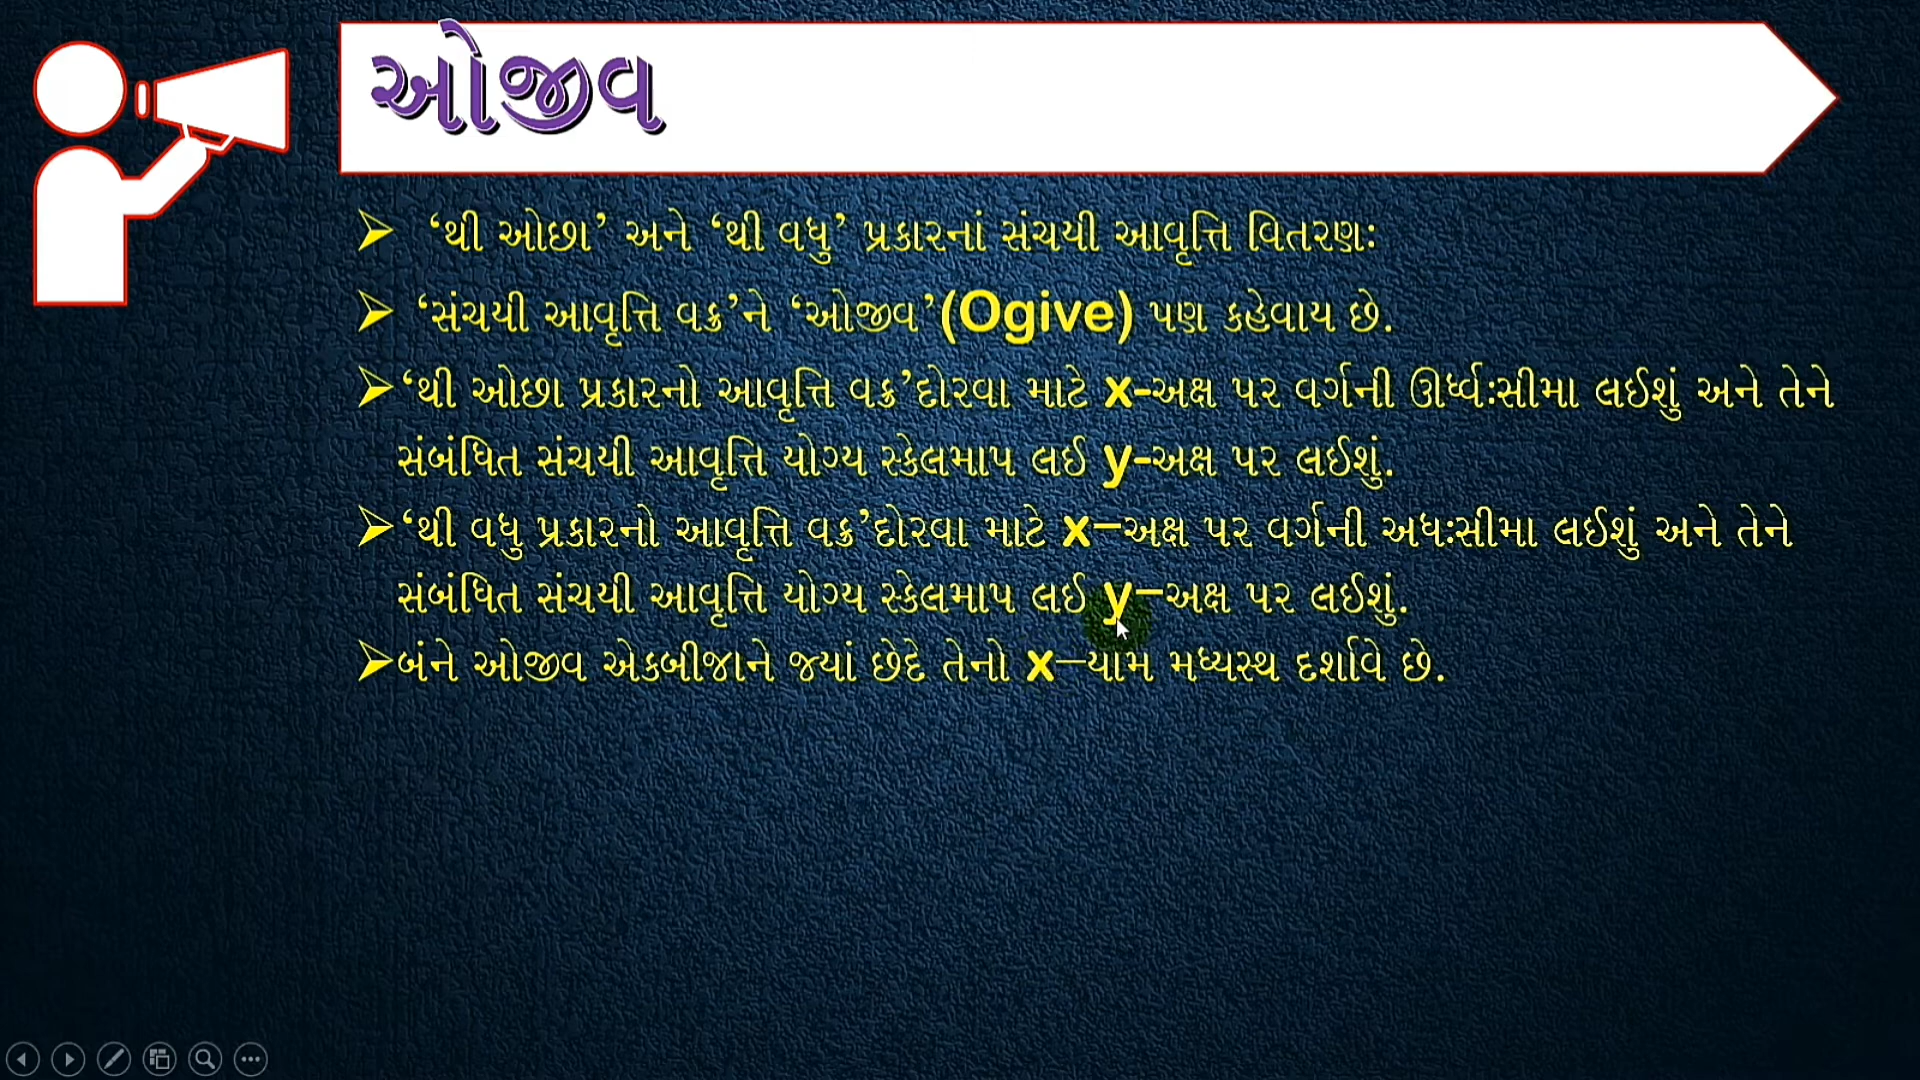 ઓજીવ
➤ ‘થી ઓછા’ અને ‘થી વધુ’ પ્રકારનાં સંચયી આવૃત્તિ વિતરણઃ
➤ ‘સંચયી આવૃત્તિ વક્ર’ને ‘ઓજીવ’(Ogive) પણ કહેવાય છે.
➤‘થી ઓછા પ્રકારનો આવૃત્તિ વક્ર’દોરવા માટે x-અક્ષ પર વર્ગની ઊર્ધ્વઃસીમા લઈશું અને તેને
સંબંધિત સંચયી આવૃત્તિ યોગ્ય સ્કેલમાપ લઈ y-અક્ષ પર લઈશું.
➤‘થી વધુ પ્રકારનો આવૃત્તિ વક્ર’દોરવા માટે x–અક્ષ પર વર્ગની અધઃસીમા લઈશું અને તેને
સંબંધિત સંચયી આવૃત્તિ યોગ્ય સ્કેલમાપ લઈ y–અક્ષ પર લઈશું.
➤બંને ઓજીવ એકબીજાને જ્યાં છેદે તેનો x–યામ મધ્યસ્થ દર્શાવે છે.